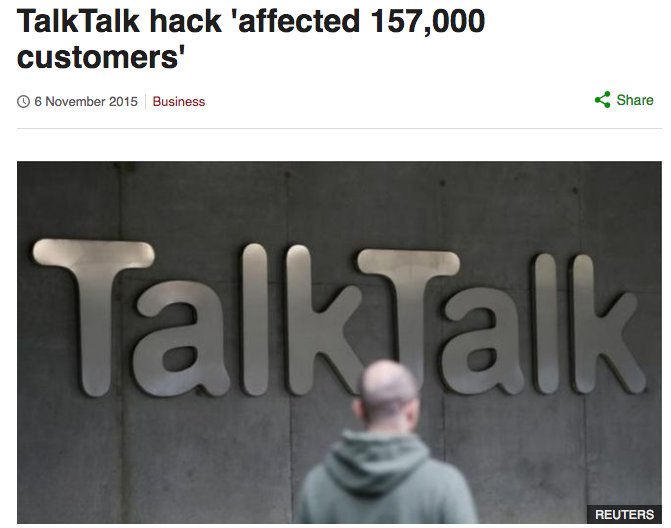 TalkTalk hack 'affected 157,000
customers'
6 November 2015 Business
Share
TalkTalk
REUTERS